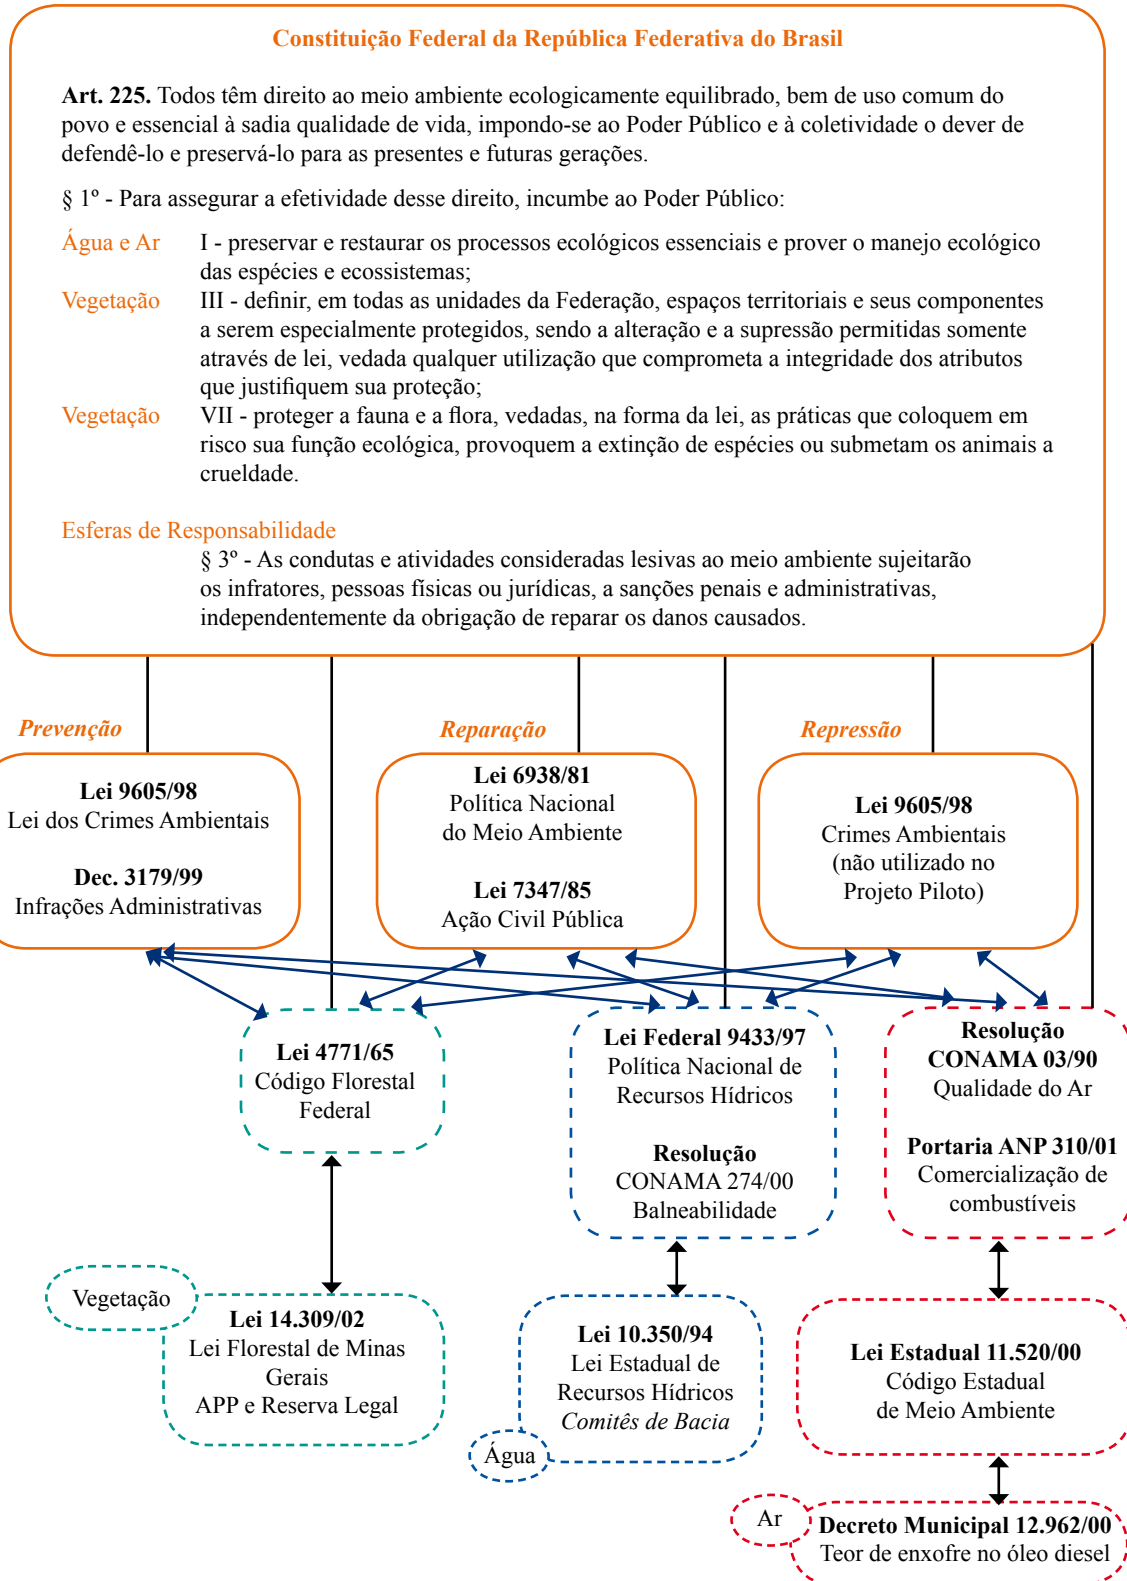 Constituição Federal da República Federativa do Brasil
Art. 225. Todos têm direito ao meio ambiente ecologicamente equilibrado, bem de uso comum do
povo e essencial à sadia qualidade de vida, impondo-se ao Poder Público e à coletividade o dever de
defendê-lo e preservá-lo para as presentes e futuras gerações.
§ 1º - Para assegurar a efetividade desse direito, incumbe ao Poder Público:
Água e Ar I - preservar e restaurar os processos ecológicos essenciais e prover o manejo ecológico
das espécies e ecossistemas;
Vegetação III - definir, em todas as unidades da Federação, espaços territoriais e seus componentes
a serem especialmente protegidos, sendo a alteração e a supressão permitidas somente
através de lei, vedada qualquer utilização que comprometa a integridade dos atributos
que justifiquem sua proteção;
Vegetação VII - proteger a fauna e a flora, vedadas, na forma da lei, as práticas que coloquem em
risco sua função ecológica, provoquem a extinção de espécies ou submetam os animais a
crueldade.
Esferas de Responsabilidade
§ 3º - As condutas e atividades consideradas lesivas ao meio ambiente sujeitarão
os infratores, pessoas físicas ou jurídicas, a sanções penais e administrativas,
independentemente da obrigação de reparar os danos causados.
Prevenção
Lei 9605/98
Lei dos Crimes Ambientais
Dec. 3179/99
Infrações Administrativas
Reparação
Lei 6938/81
Política Nacional
do Meio Ambiente
Lei 7347/85
Ação Civil Pública
Repressão
Lei 9605/98
Crimes Ambientais
(não utilizado no
Projeto Piloto)
Lei 4771/65
Código Florestal
Federal
Lei Federal 9433/97
Política Nacional de
Recursos Hídricos
Resolução
CONAMA 274/00
Balneabilidade
Resolução
CONAMA 03/90
Qualidade do Ar
Portaria ANP 310/01
Comercialização de
combustíveis
Vegetação
Lei 14.309/02
Lei Florestal de Minas
Gerais
APP e Reserva Legal
Lei 10.350/94
Lei Estadual de
Recursos Hídricos
Comitês de Bacia
Água
Lei Estadual 11.520/00
Código Estadual
de Meio Ambiente
Ar
Decreto Municipal 12.962/00
Teor de enxofre no óleo diesel